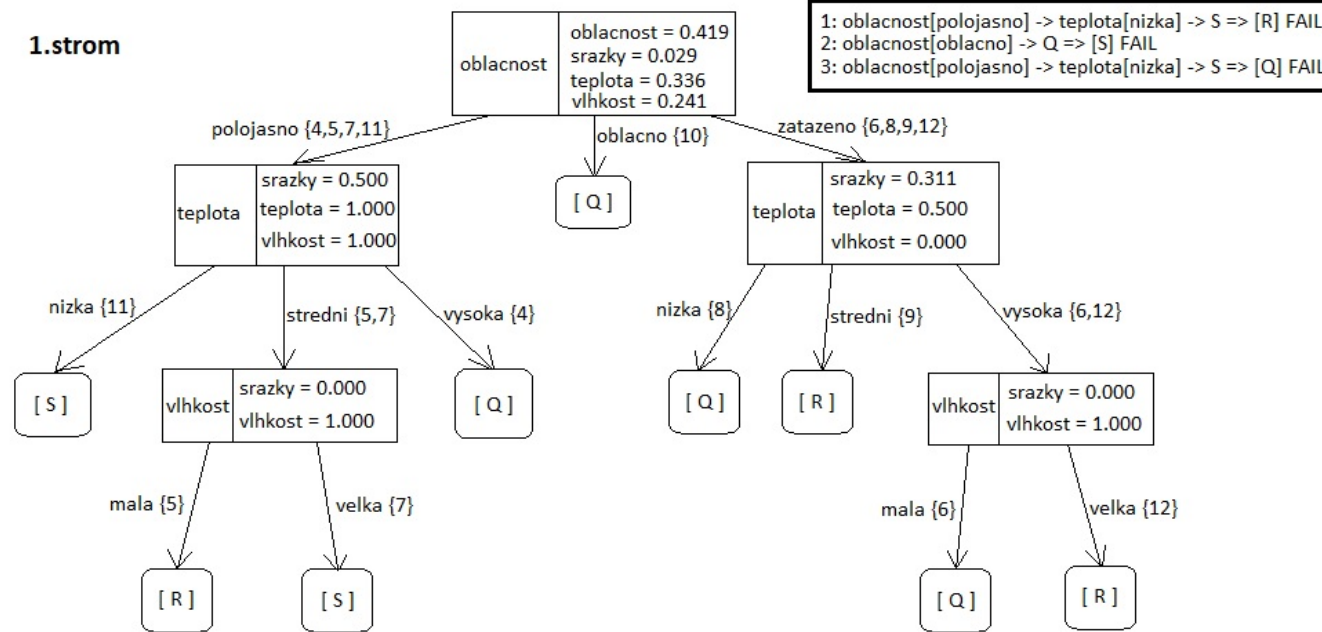 1.strom
1: oblacnost[polojasno] -> teplota[nizka] -> S => [R] FAIL
2: oblacnost[oblacno] -> Q => [S] FAIL
3: oblacnost[polojasno] -> teplota[nizka] -> S => [Q] FAIL
oblacnost
oblacnost = 0.419
srazky = 0.029
teplota = 0.336
vlhkost = 0.241
polojasno {4,5,7,11}
oblacno {10}
zatazeno {6,8,9,12}
teplota
srazky = 0.500
teplota = 1.000
vlhkost = 1.000
[ Q ]
teplota
srazky = 0.311
teplota = 0.500
vlhkost = 0.000
nizka {11}
stredni {5,7}
vysoka {4}
nizka {8}
stredni {9}
vysoka {6,12}
[ S ]
vlhkost
srazky = 0.000
vlhkost = 1.000
[ Q ]
[ Q ]
[ R ]
vlhkost
srazky = 0.000
vlhkost = 1.000
mala {5}
velka {7}
mala {6}
velka {12}
[ R ]
[ S ]
[ Q ]
[ R ]